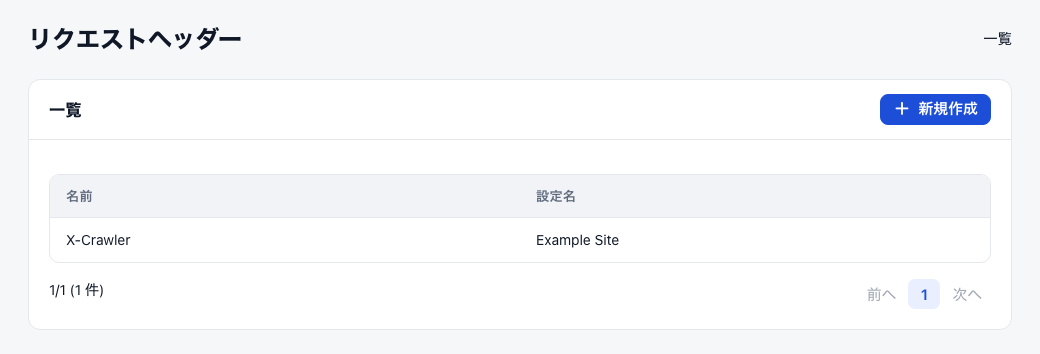 リクエストヘッダー
一覧
一覧
+ 新規作成
名前 設定名
X-Crawler Example Site
1/1 (1 件)
前へ 1 次へ